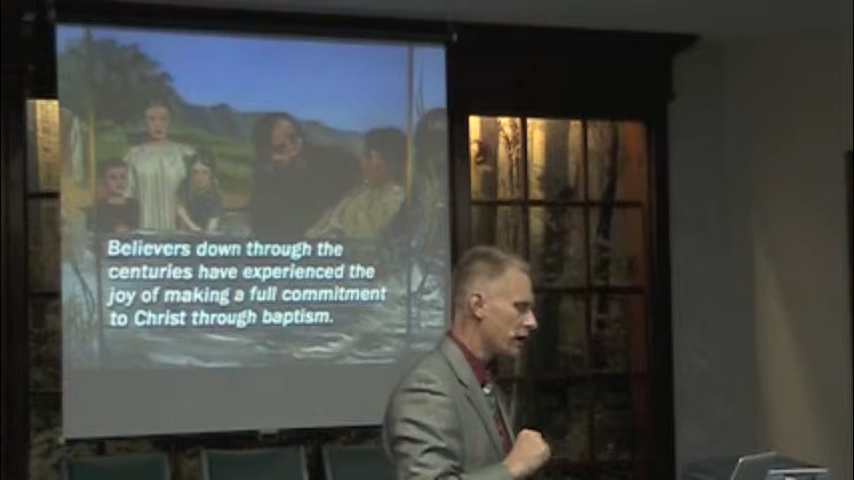 Believers down through the
centuries have experienced the
joy of making a full commitment
to Christ through baptism.